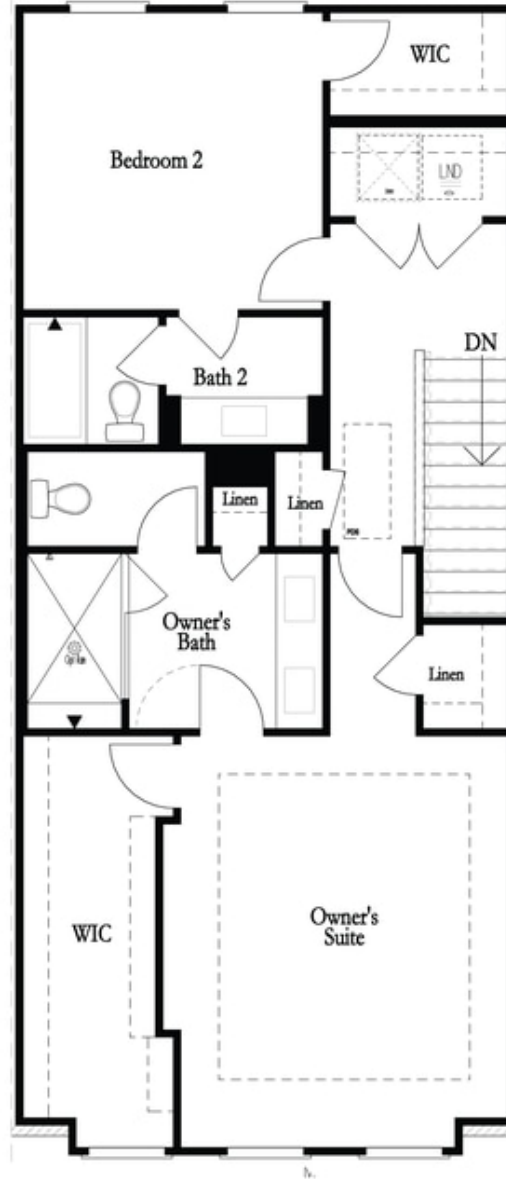 WIC
Bedroom 2
LND
DN
Bath 2
Linen
Linen
Owner's
Bath
Linen
WIC
Owner's
Suite